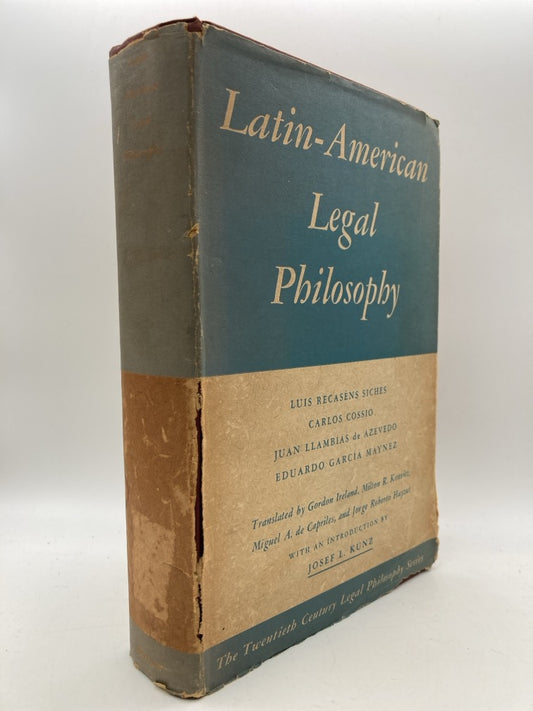 Latin-American
Legal
Philosophy
LUIS RECASÉNS SICHES
CARLOS COSSIO
JUAN LLAMBIAS de AZEVEDO
EDUARDO GARCIA MAYNEZ
Translated by Gordon Ireland, Milton R. Konvitz,
Miguel A. de Capriles, and Jorge Roberto Hayzus
WITH AN INTRODUCTION BY
JOSEF L. KUNZ
The Twentieth Century Legal Philosophy Series